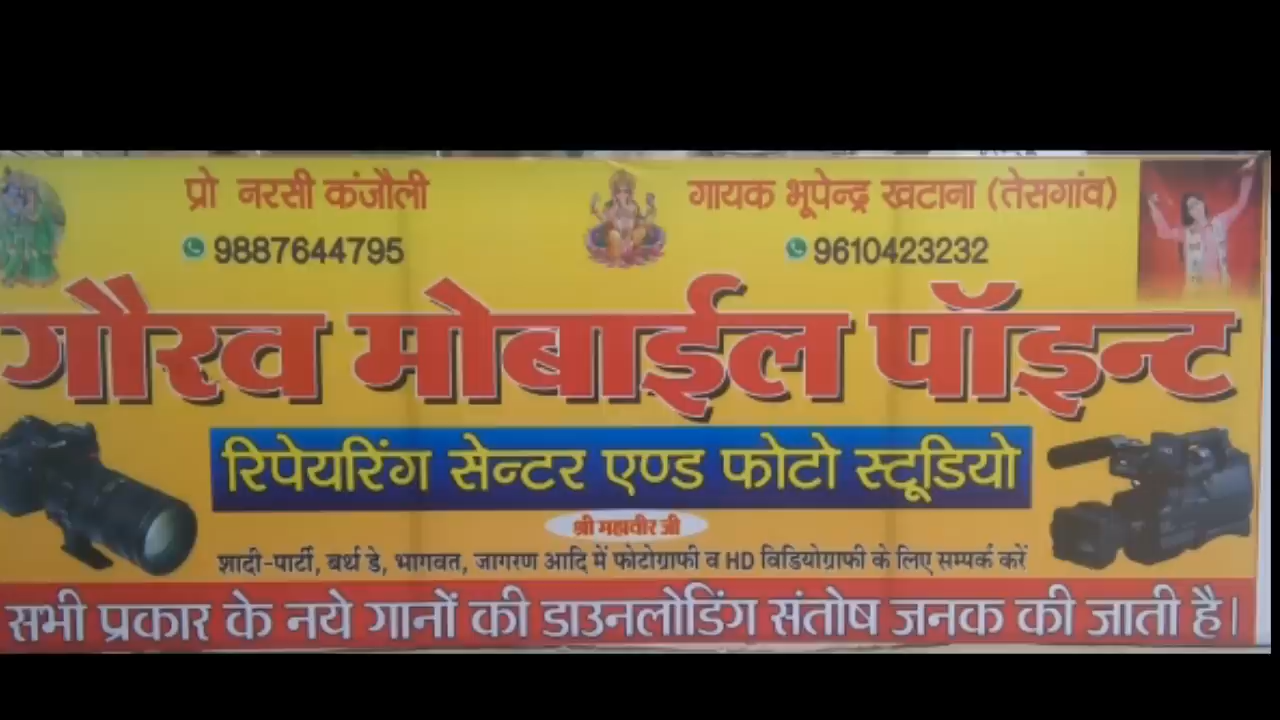 प्रो नरसी कंजौली
9887644795
गायक भूपेन्द्र खटाना (तेसगांव)
9610423232
गौरव मोबाईल पॉइन्ट
रिपेयरिंग सेन्टर एण्ड फोटो स्टूडियो
श्री महावीर जी
शादी-पार्टी, बर्थ डे, भागवत, जागरण आदि में फोटोग्राफी व HD विडियोग्राफी के लिए सम्पर्क करें
सभी प्रकार के नये गानों की डाउनलोडिंग संतोष जनक की जाती है।